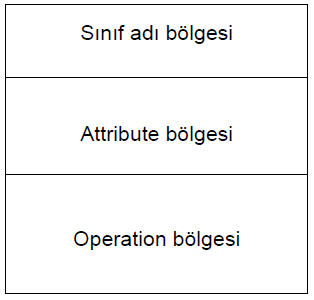 Sınıf adı bölgesi
Attribute bölgesi
Operation bölgesi